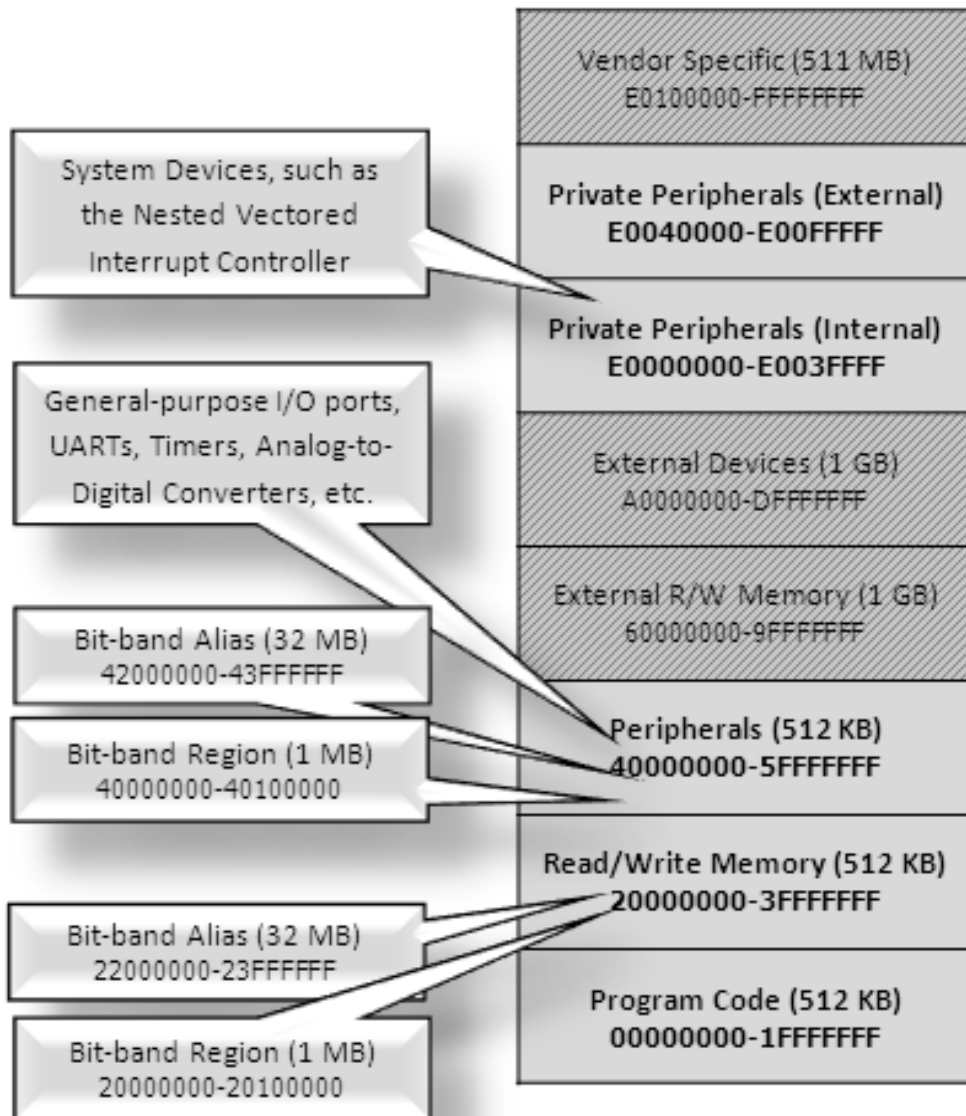 Vendor Specific (511 MB)
E0100000-FFFFFFFF
System Devices, such as
the Nested Vectored
Interrupt Controller
Private Peripherals (External)
E0040000-E00FFFFF
Private Peripherals (Internal)
E0000000-E003FFFF
General-purpose I/O ports,
UARTs, Timers, Analog-to-
Digital Converters, etc.
External Devices (1 GB)
A0000000-DFFFFFFF
External R/W Memory (1 GB)
60000000-9FFFFFFF
Bit-band Alias (32 MB)
42000000-43FFFFFF
Bit-band Region (1 MB)
40000000-40100000
Peripherals (512 KB)
40000000-5FFFFFFF
Read/Write Memory (512 KB)
20000000-3FFFFFFF
Bit-band Alias (32 MB)
22000000-23FFFFFF
Bit-band Region (1 MB)
20000000-20100000
Program Code (512 KB)
00000000-1FFFFFFF